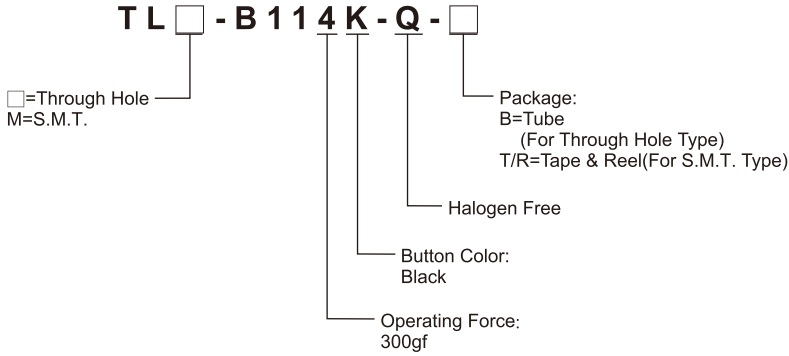 TL□-B114K-Q-□
□=Through Hole
M=S.M.T.
Package:
B=Tube
(For Through Hole Type)
T/R=Tape & Reel(For S.M.T. Type)
Halogen Free
Button Color:
Black
Operating Force:
300gf